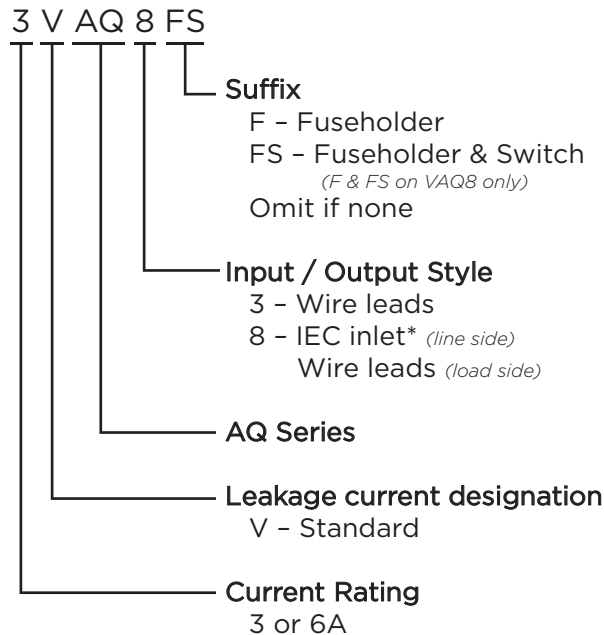 3 V AQ 8 FS
Suffix
F – Fuseholder
FS – Fuseholder & Switch
(F & FS on VAQ8 only)
Omit if none
Input / Output Style
3 – Wire leads
8 – IEC inlet* (line side)
Wire leads (load side)
AQ Series
Leakage current designation
V – Standard
Current Rating
3 or 6A